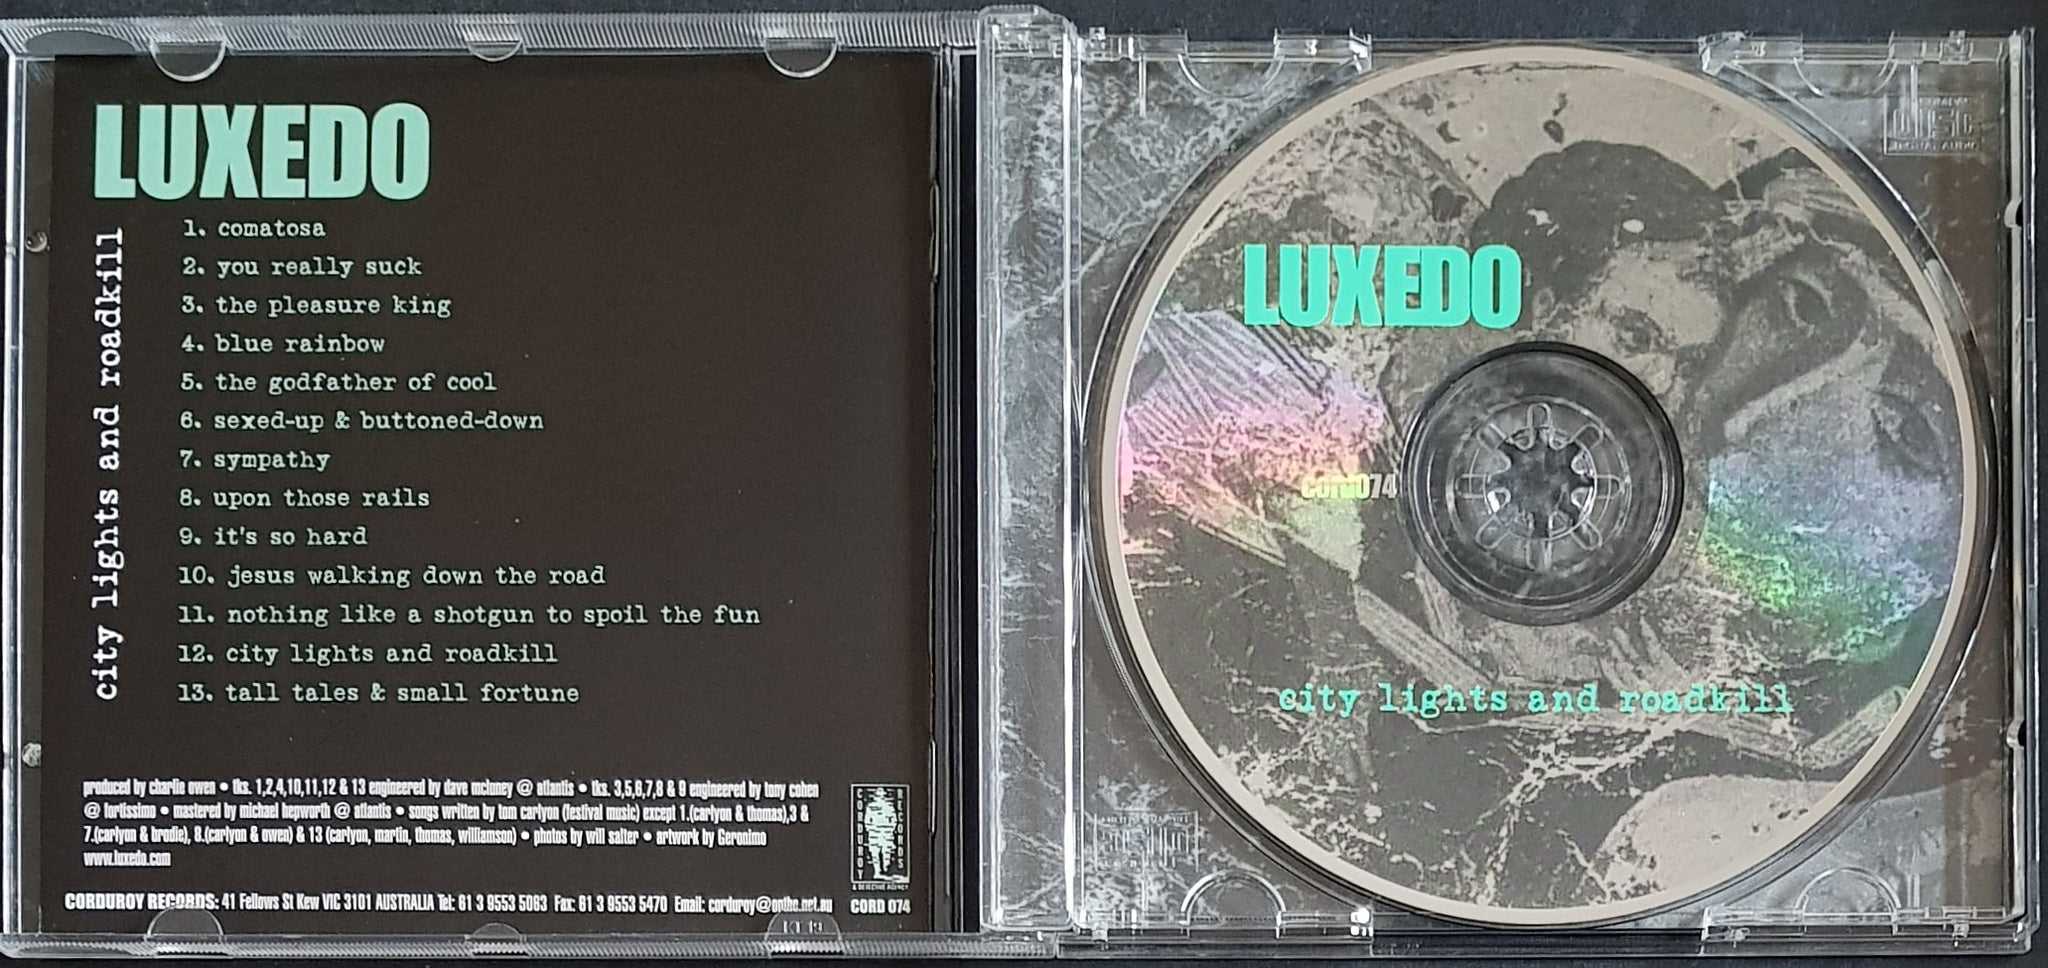 LUXEDO
city lights and roadkill
1. comatosa
2. you really suck
3. the pleasure king
4. blue rainbow
5. the godfather of cool
6. sexed-up & buttoned-down
7. sympathy
8. upon those rails
9. it's so hard
10. jesus walking down the road
11. nothing like a shotgun to spoil the fun
12. city lights and roadkill
13. tall tales & small fortune
produced by charlie owen • tks. 1,2,4,10,11,12 & 13 engineered by dave mcluney @ atlantis • tks. 3,5,6,7,8 & 9 engineered by tony cohen
@ fortissimo • mastered by michael hepworth @ atlantis • songs written by tom carlyon (festival music) except 1.(carlyon & thomas),3 &
7.(carlyon & brodie), 8.(carlyon & owen) & 13 (carlyon, martin, thomas, williamson) • photos by will salter • artwork by Geronimo
www.luxedo.com
CORDUROY RECORDS: 41 Fellows St Kew VIC 3101 AUSTRALIA Tel: 61 3 9553 5083 Fax: 61 3 9553 5470 Email: corduroy@onthe.net.au
CORDUROY
RECORDS
& DETECTIVE AGENCY
CORD 074
LUXEDO
CORD074
city lights and roadkill
COMPACT
DISC
DIGITAL AUDIO